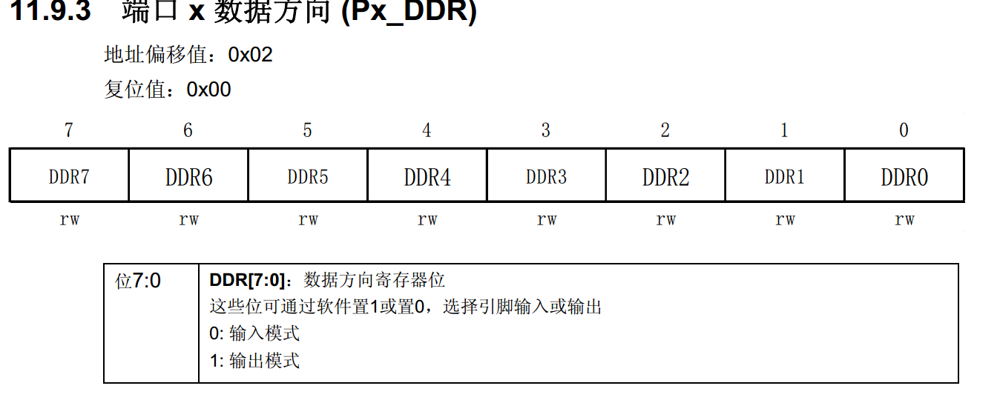 11.9.3 端口 x 数据方向 (Px_DDR)
地址偏移值：0x02
复位值：0x00
7 6 5 4 3 2 1 0
DDR7 DDR6 DDR5 DDR4 DDR3 DDR2 DDR1 DDR0
rw rw rw rw rw rw rw rw
位7:0 DDR[7:0]：数据方向寄存器位
这些位可通过软件置1或置0，选择引脚输入或输出
0: 输入模式
1: 输出模式